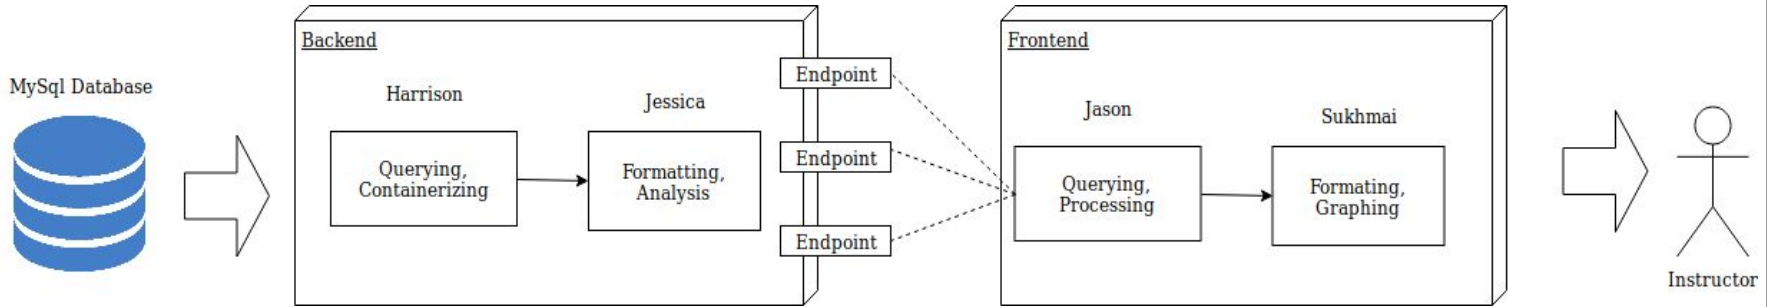 MySql Database
Backend
Harrison
Querying,
Containerizing
Jessica
Formatting,
Analysis
Endpoint
Endpoint
Endpoint
Frontend
Jason
Querying,
Processing
Sukhmai
Formating,
Graphing
Instructor